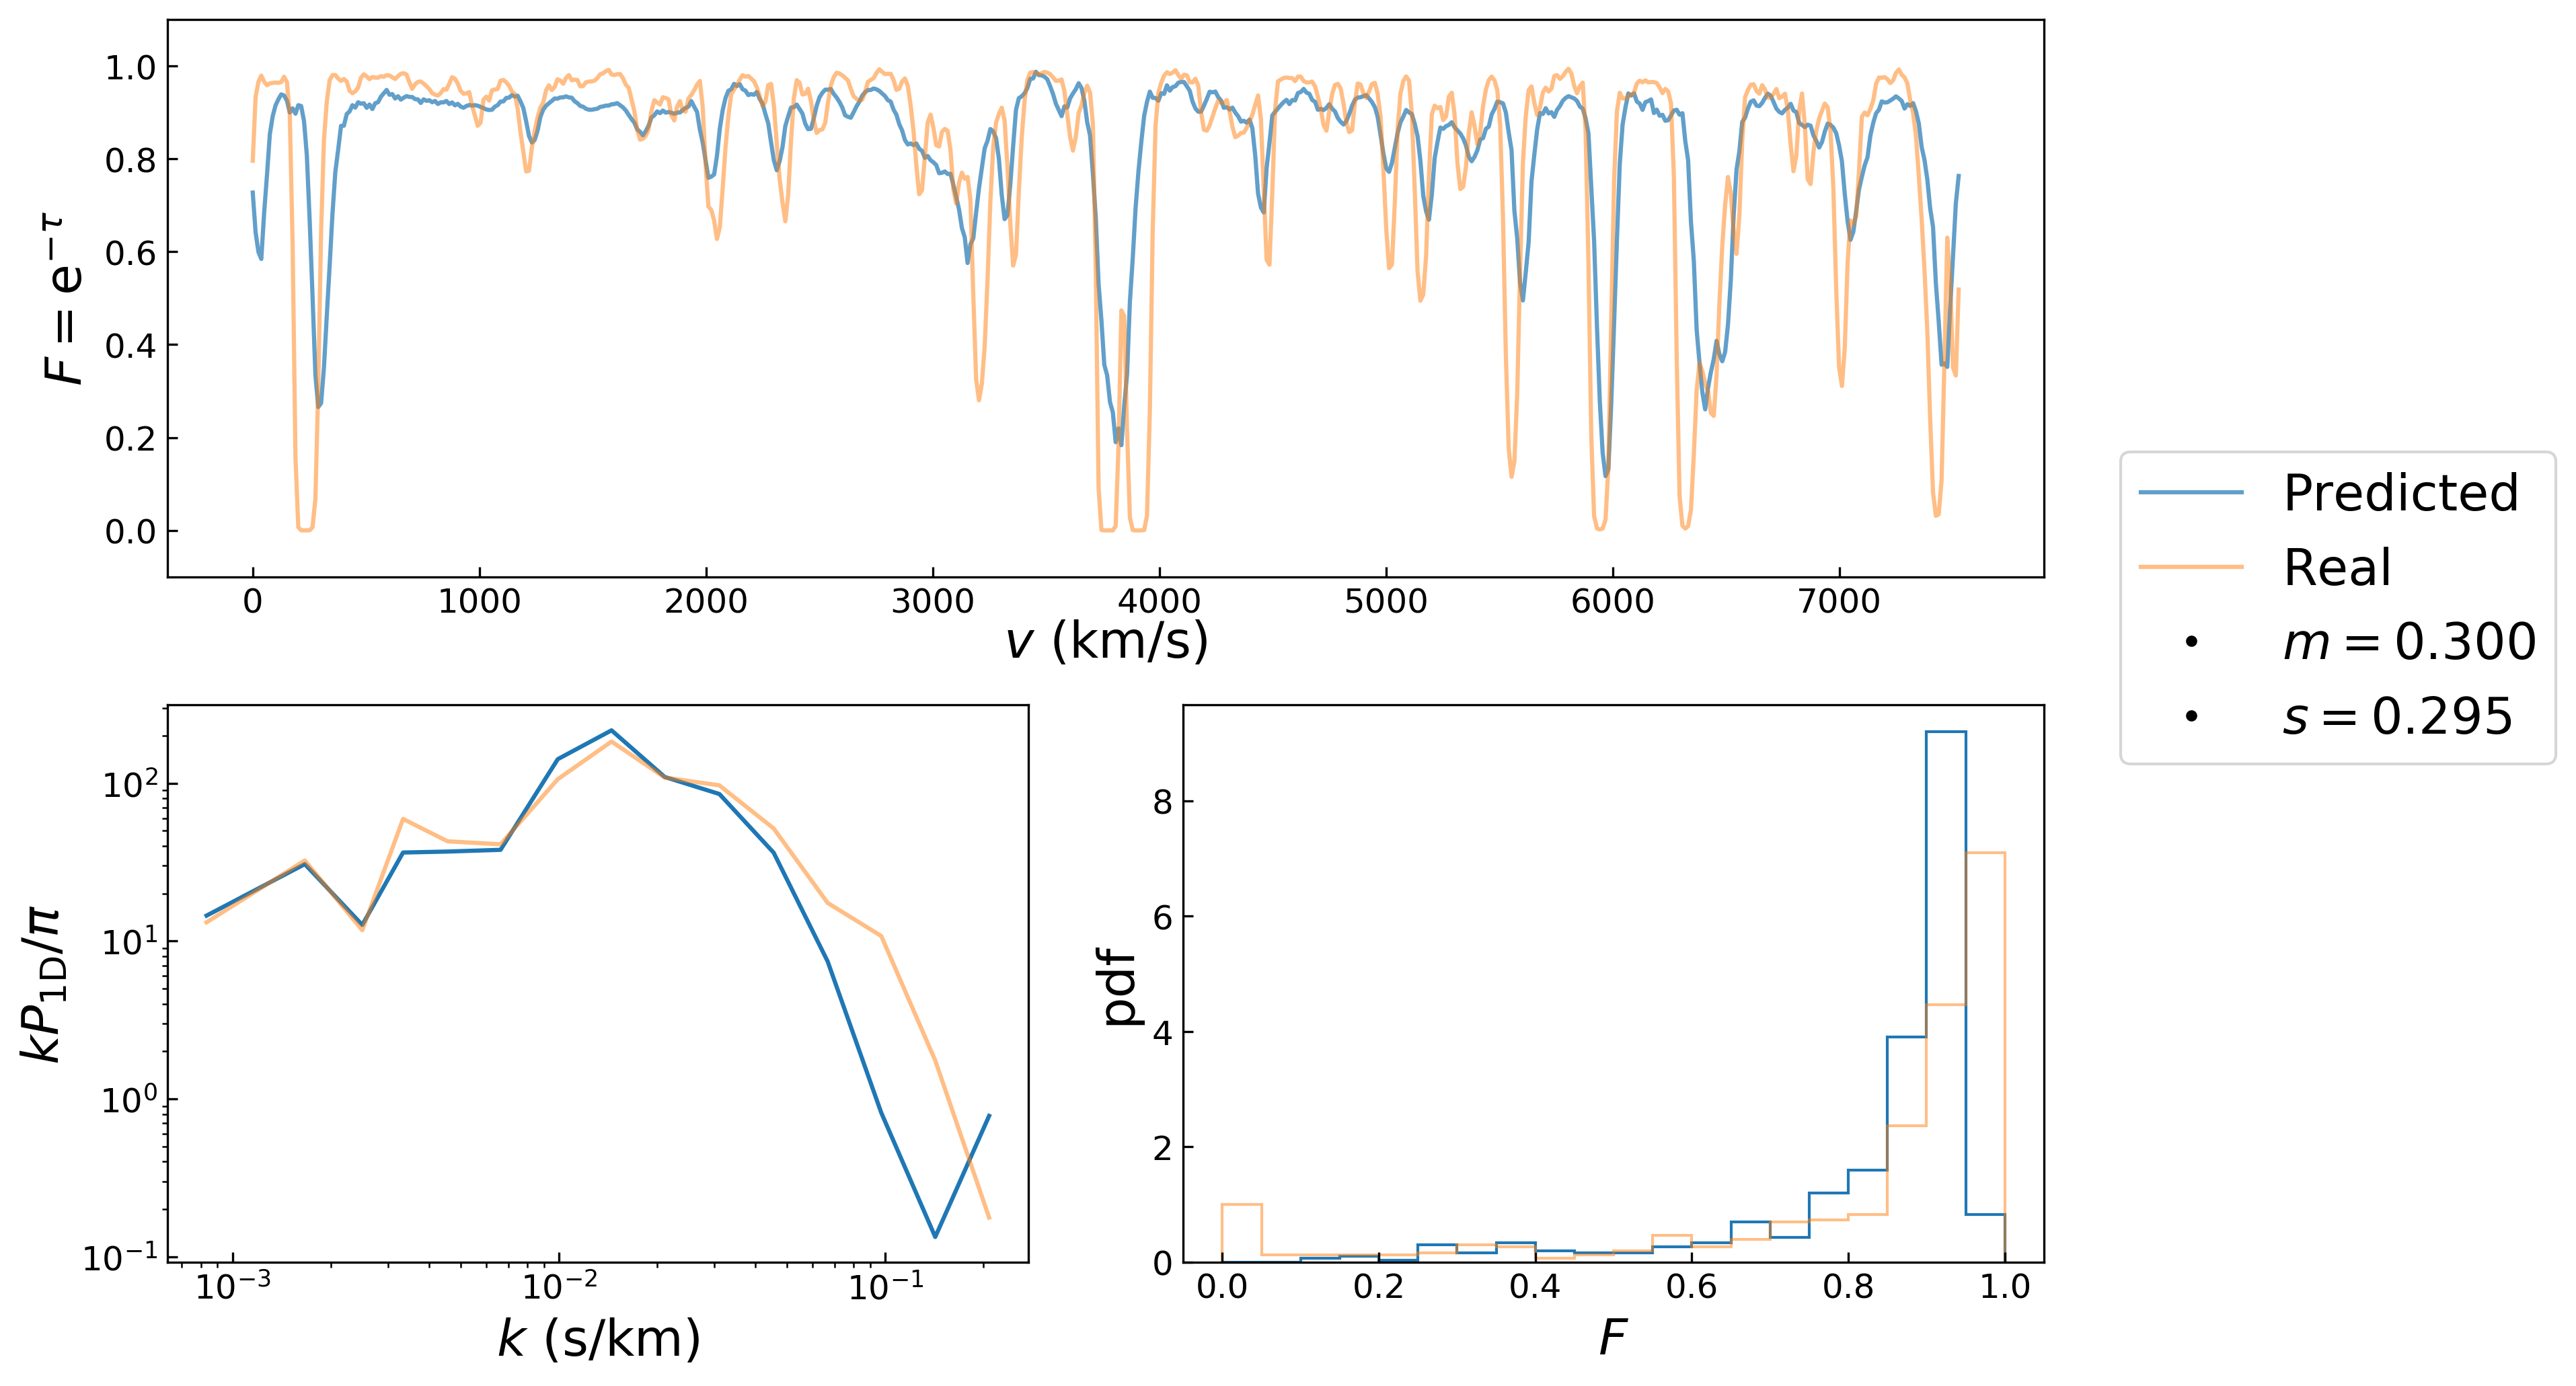 1.0
0.8
0.6
0.4
0.2
0.0
F = e^{-τ}
0 1000 2000 3000 4000 5000 6000 7000
v (km/s)
Predicted
Real
m = 0.300
s = 0.295
10^2
10^1
10^0
10^{-1}
kP_{1D}/π
10^{-3} 10^{-2} 10^{-1}
k (s/km)
8
6
4
2
0
pdf
0.0 0.2 0.4 0.6 0.8 1.0
F